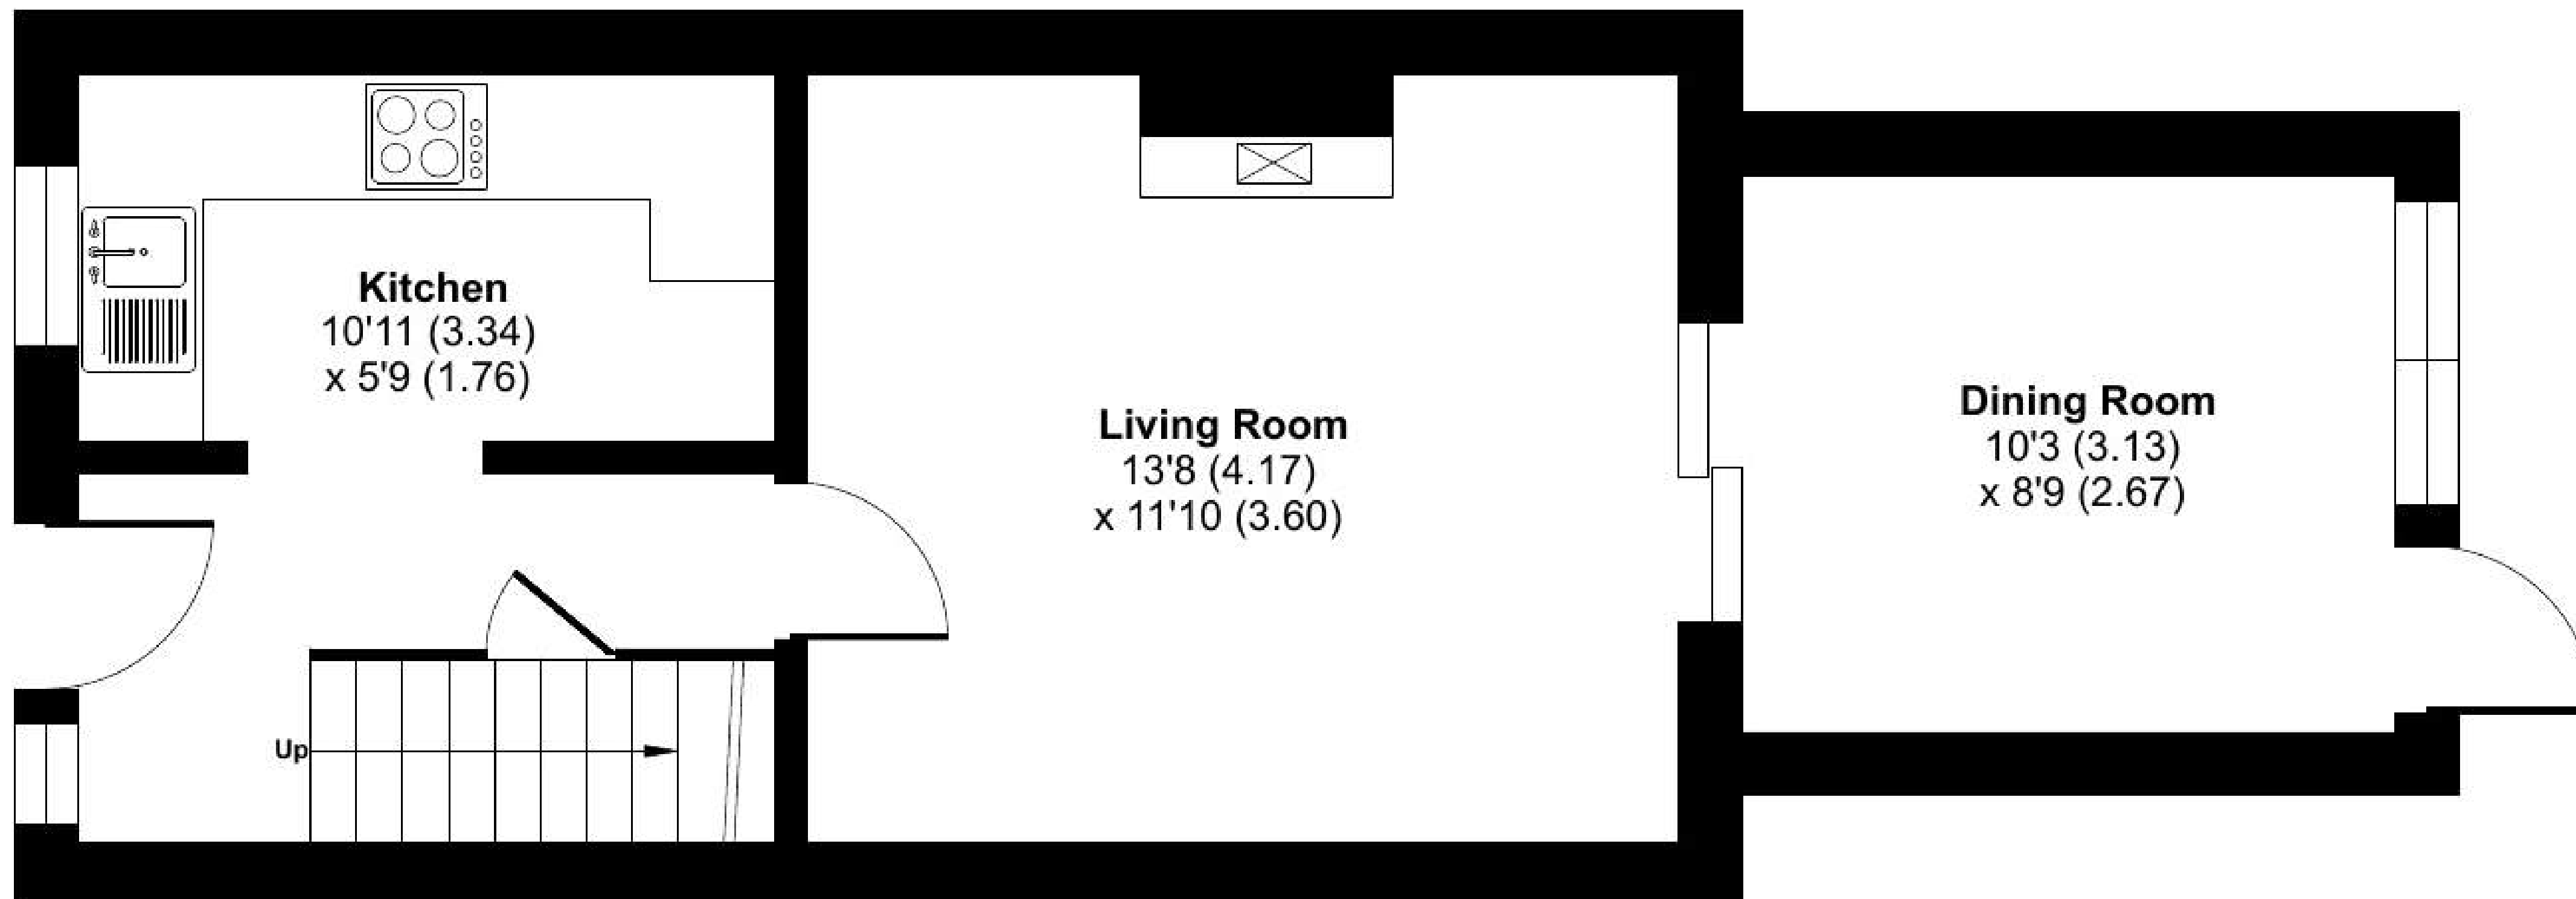 Kitchen
10'11 (3.34)
x 5'9 (1.76)
Living Room
13'8 (4.17)
x 11'10 (3.60)
Dining Room
10'3 (3.13)
x 8'9 (2.67)
Up